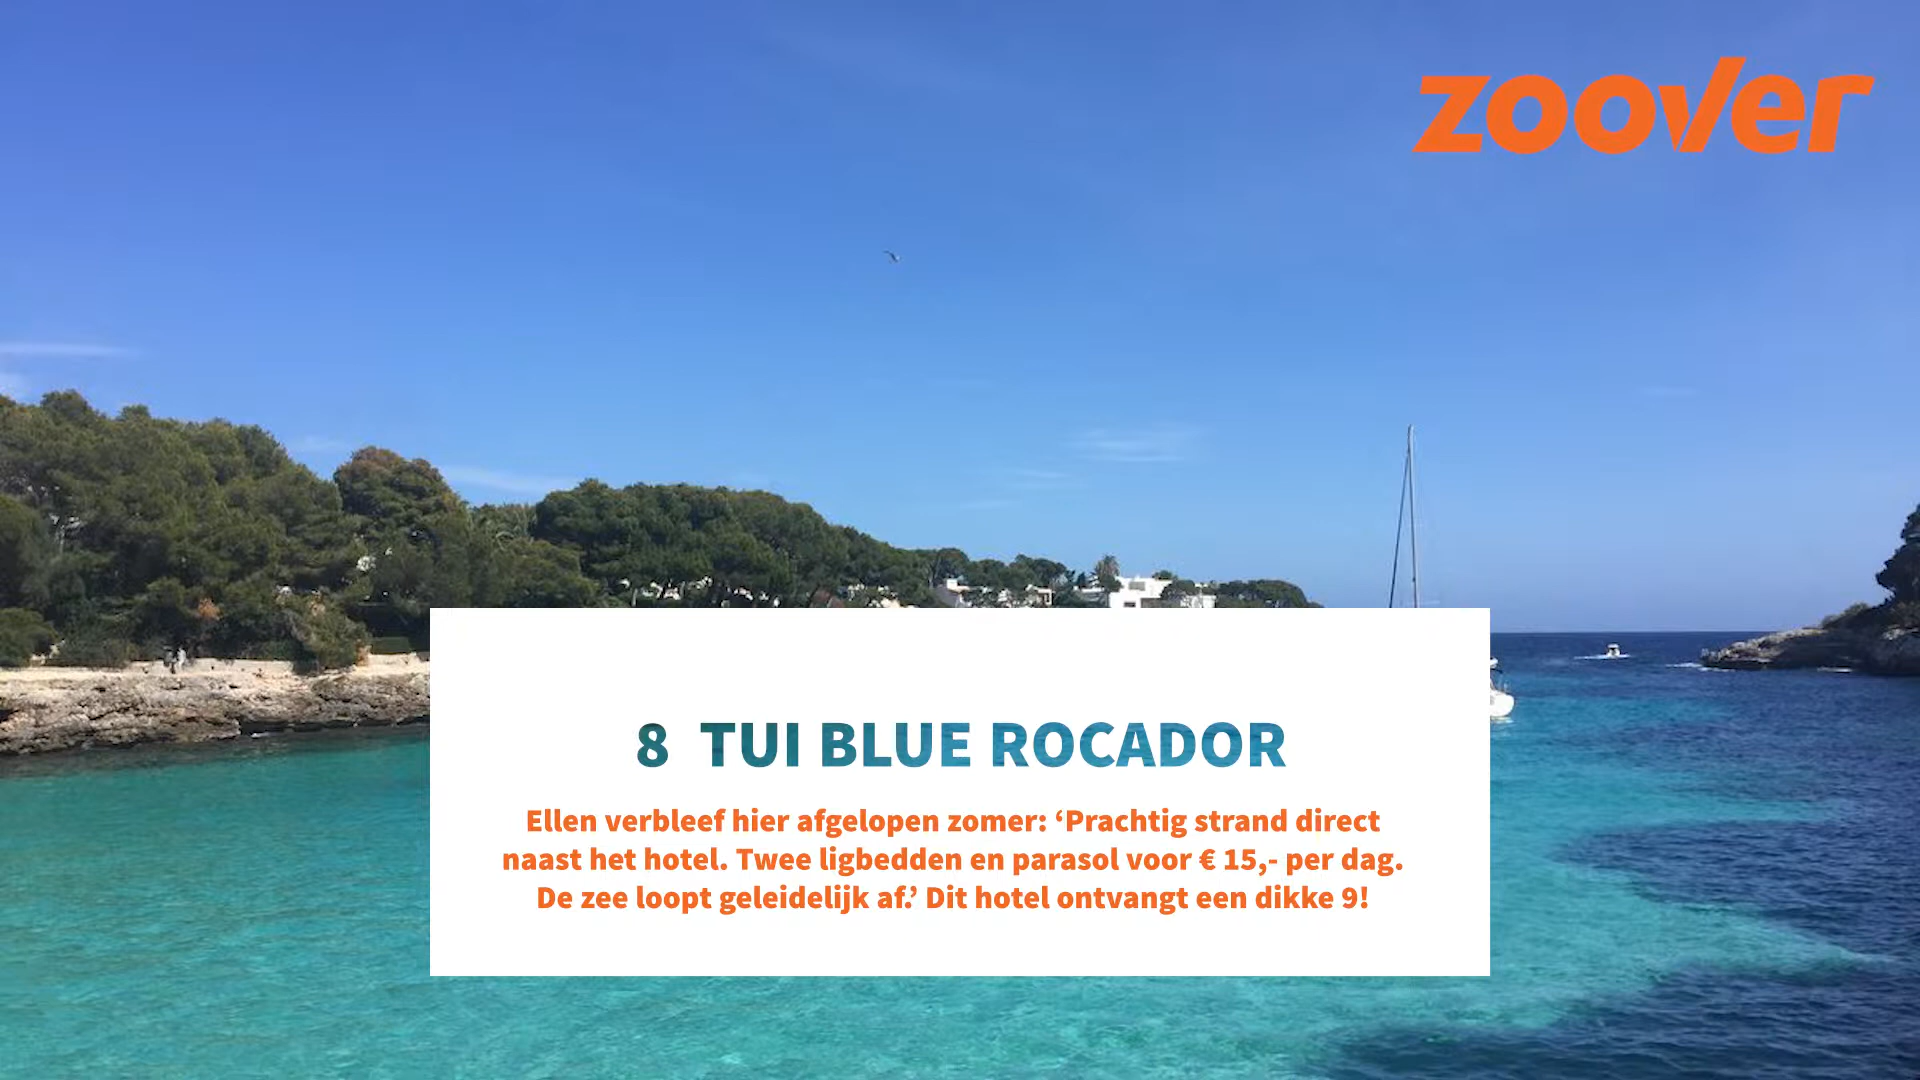 zoover
8 TUI BLUE ROCADOR
Ellen verbleef hier afgelopen zomer: ‘Prachtig strand direct
naast het hotel. Twee ligbedden en parasol voor € 15,- per dag.
De zee loopt geleidelijk af.’ Dit hotel ontvangt een dikke 9!